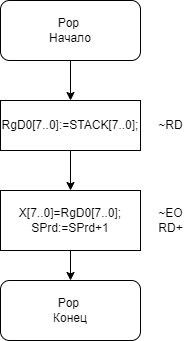 Pop
Начало
RgD0[7..0]:=STACK[7..0];
~RD
X[7..0]=RgD0[7..0];
SPrd:=SPrd+1
~EO
RD+
Pop
Конец